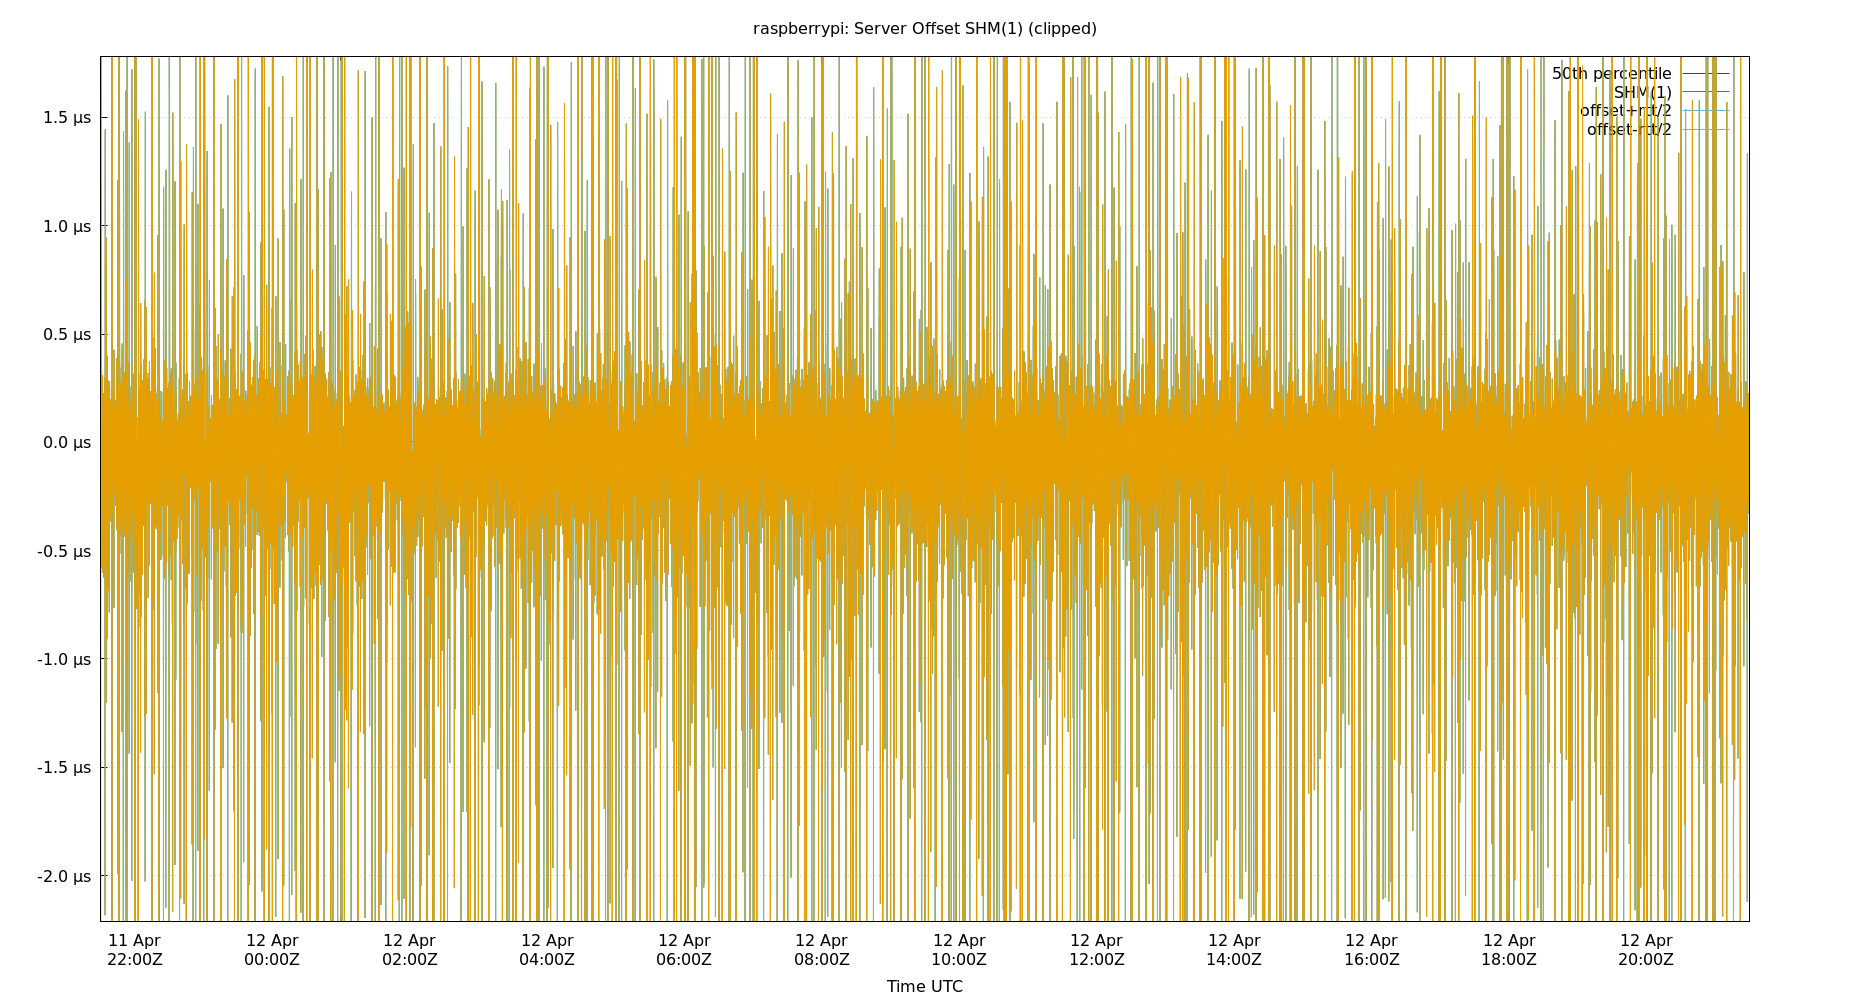 raspberrypi: Server Offset SHM(1) (clipped)
50th percentile
SHM(1)
offset+rtt/2
offset-rtt/2
1.5 µs
1.0 µs
0.5 µs
0.0 µs
-0.5 µs
-1.0 µs
-1.5 µs
-2.0 µs
11 Apr 12 Apr 12 Apr 12 Apr 12 Apr 12 Apr 12 Apr 12 Apr 12 Apr 12 Apr 12 Apr 12 Apr
22:00Z 00:00Z 02:00Z 04:00Z 06:00Z 08:00Z 10:00Z 12:00Z 14:00Z 16:00Z 18:00Z 20:00Z
Time UTC